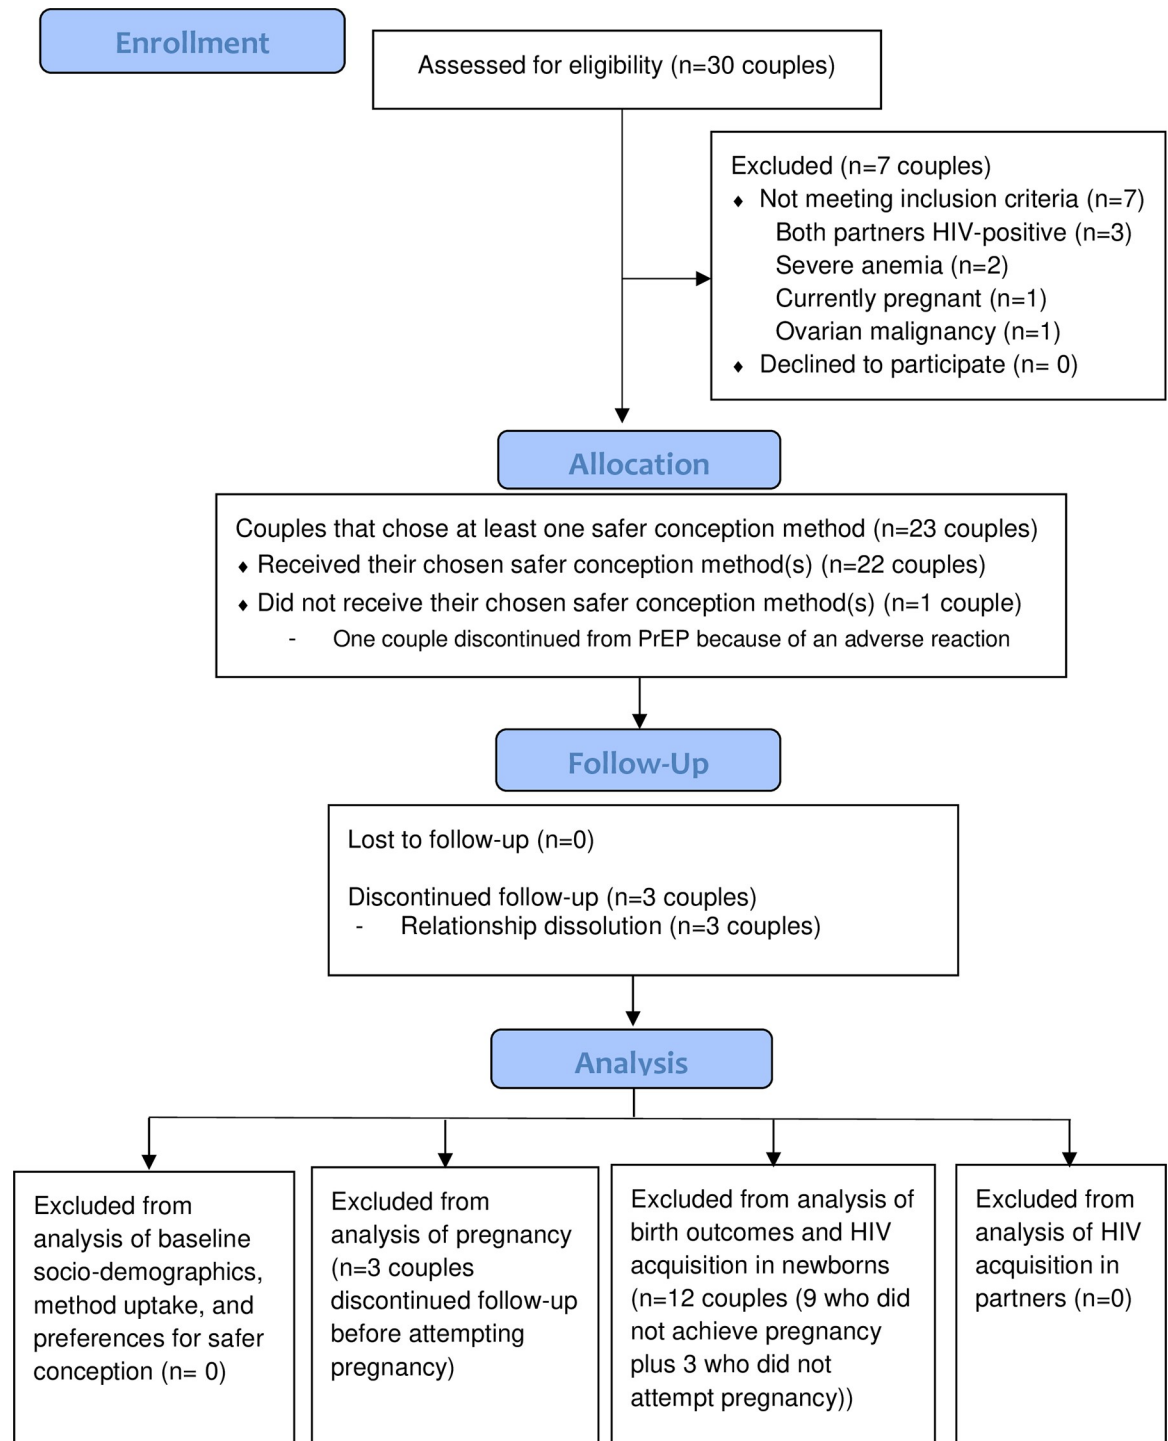 Enrollment
Assessed for eligibility (n=30 couples)
Excluded (n=7 couples)
♦ Not meeting inclusion criteria (n=7)
Both partners HIV-positive (n=3)
Severe anemia (n=2)
Currently pregnant (n=1)
Ovarian malignancy (n=1)
♦ Declined to participate (n= 0)
Allocation
Couples that chose at least one safer conception method (n=23 couples)
♦ Received their chosen safer conception method(s) (n=22 couples)
♦ Did not receive their chosen safer conception method(s) (n=1 couple)
- One couple discontinued from PrEP because of an adverse reaction
Follow-Up
Lost to follow-up (n=0)
Discontinued follow-up (n=3 couples)
- Relationship dissolution (n=3 couples)
Analysis
Excluded from
analysis of baseline
socio-demographics,
method uptake, and
preferences for safer
conception (n= 0)
Excluded from
analysis of pregnancy
(n=3 couples
discontinued follow-up
before attempting
pregnancy)
Excluded from analysis of
birth outcomes and HIV
acquisition in newborns
(n=12 couples (9 who did
not achieve pregnancy
plus 3 who did not
attempt pregnancy))
Excluded from
analysis of HIV
acquisition in
partners (n=0)